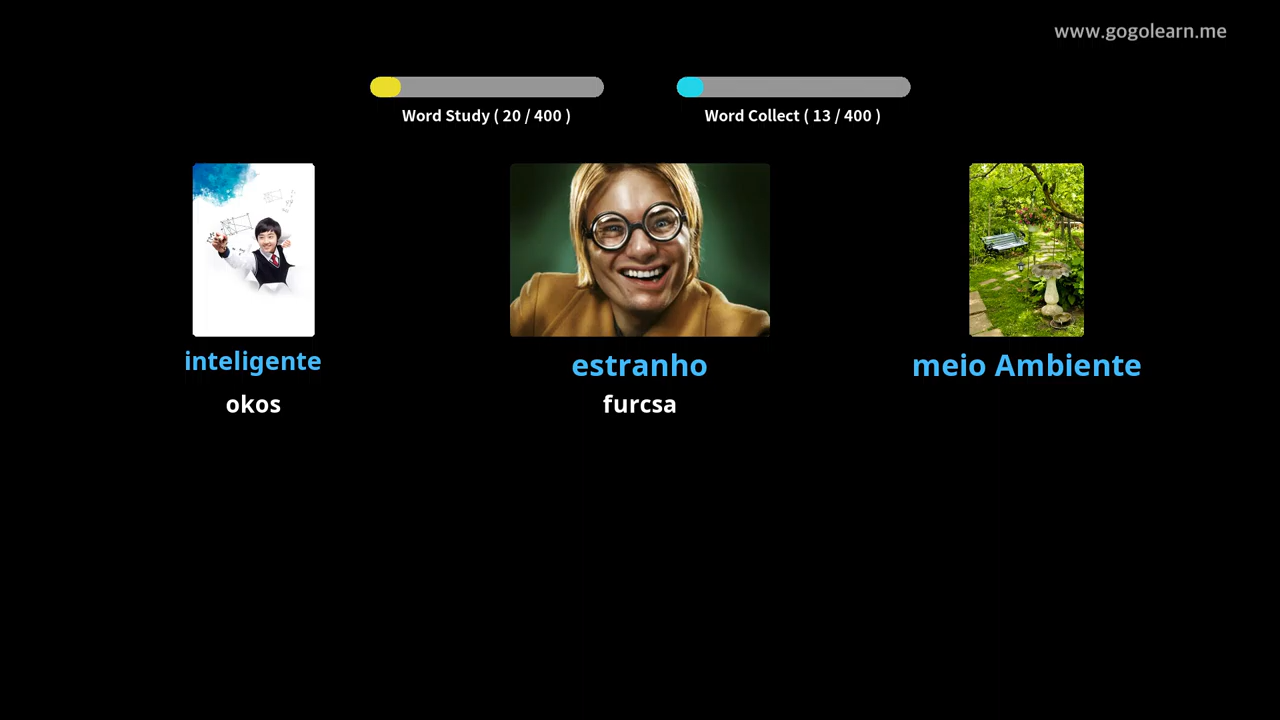 www.gogolearn.me
Word Study ( 20 / 400 )
Word Collect ( 13 / 400 )
inteligente
estranho
meio Ambiente
okos
furcsa